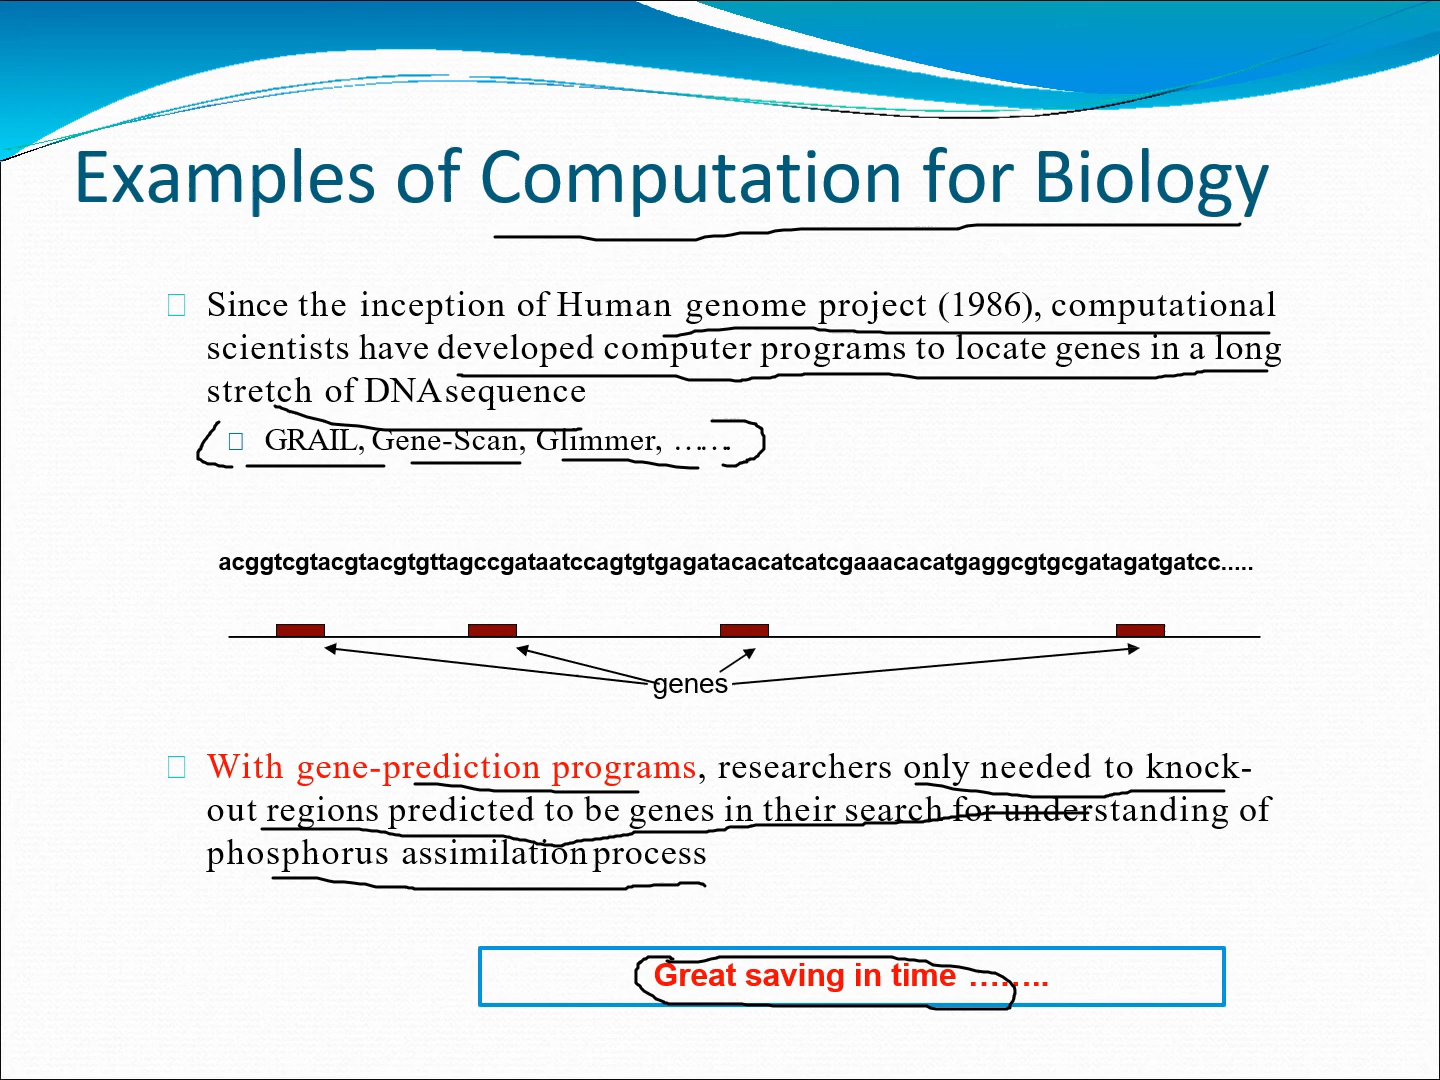 Examples of Computation for Biology
Since the inception of Human genome project (1986), computational
scientists have developed computer programs to locate genes in a long
stretch of DNA sequence
GRAIL, Gene-Scan, Glimmer, ……
acggtcgtacgtacgtgttagccgataatccagtgtgagatacacatcatcgaaacacatgaggcgtgcgatagatgatcc.....
genes
With gene-prediction programs, researchers only needed to knock-
out regions predicted to be genes in their search for understanding of
phosphorus assimilation process
Great saving in time ……..